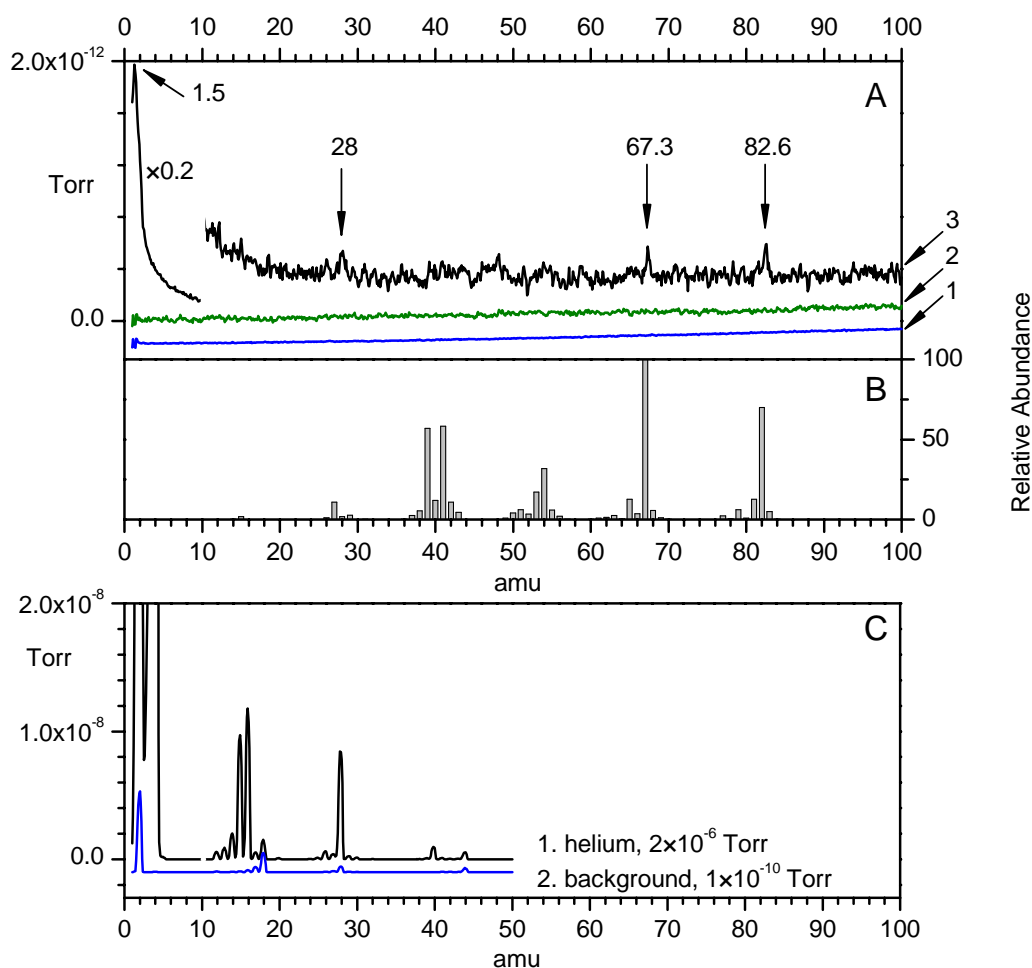 0 10 20 30 40 50 60 70 80 90 100
2.0x10⁻¹²
A
1.5
28
67.3
82.6
×0.2
Torr
3
2
1
0.0
100
B
50
0
Relative Abundance
0 10 20 30 40 50 60 70 80 90 100
amu
2.0x10⁻⁸
C
Torr
1.0x10⁻⁸
1. helium, 2×10⁻⁶ Torr
0.0
2. background, 1×10⁻¹⁰ Torr
0 10 20 30 40 50 60 70 80 90 100
amu